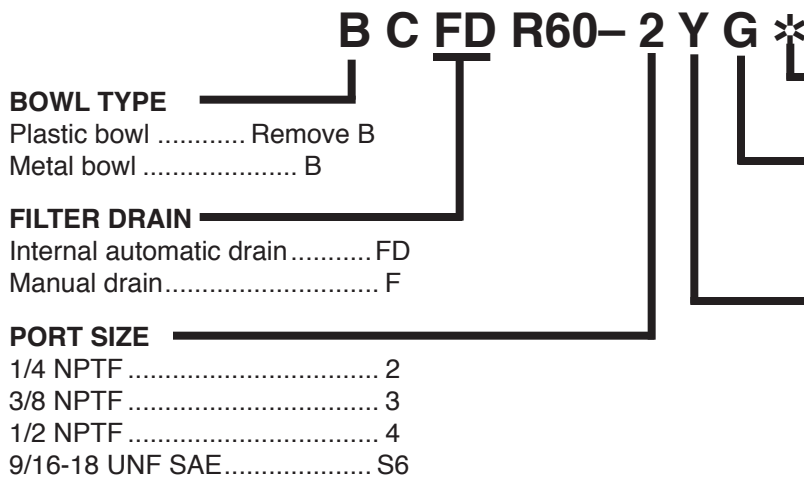 B C FD R60– 2 Y G ✲
BOWL TYPE
Plastic bowl ............ Remove B
Metal bowl ..................... B
FILTER DRAIN
Internal automatic drain ........... FD
Manual drain ............................. F
PORT SIZE
1/4 NPTF .................................. 2
3/8 NPTF .................................. 3
1/2 NPTF .................................. 4
9/16-18 UNF SAE .................... S6